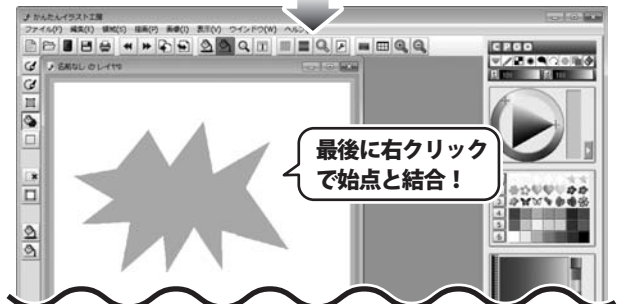 かんたんイラスト工房
ファイル(F) 編集(E) 領域(S) 描画(P) 画像(I) 表示(V) ウインドウ(W) ヘル
名前なし のレイヤ0
最後に右クリック
で始点と結合！